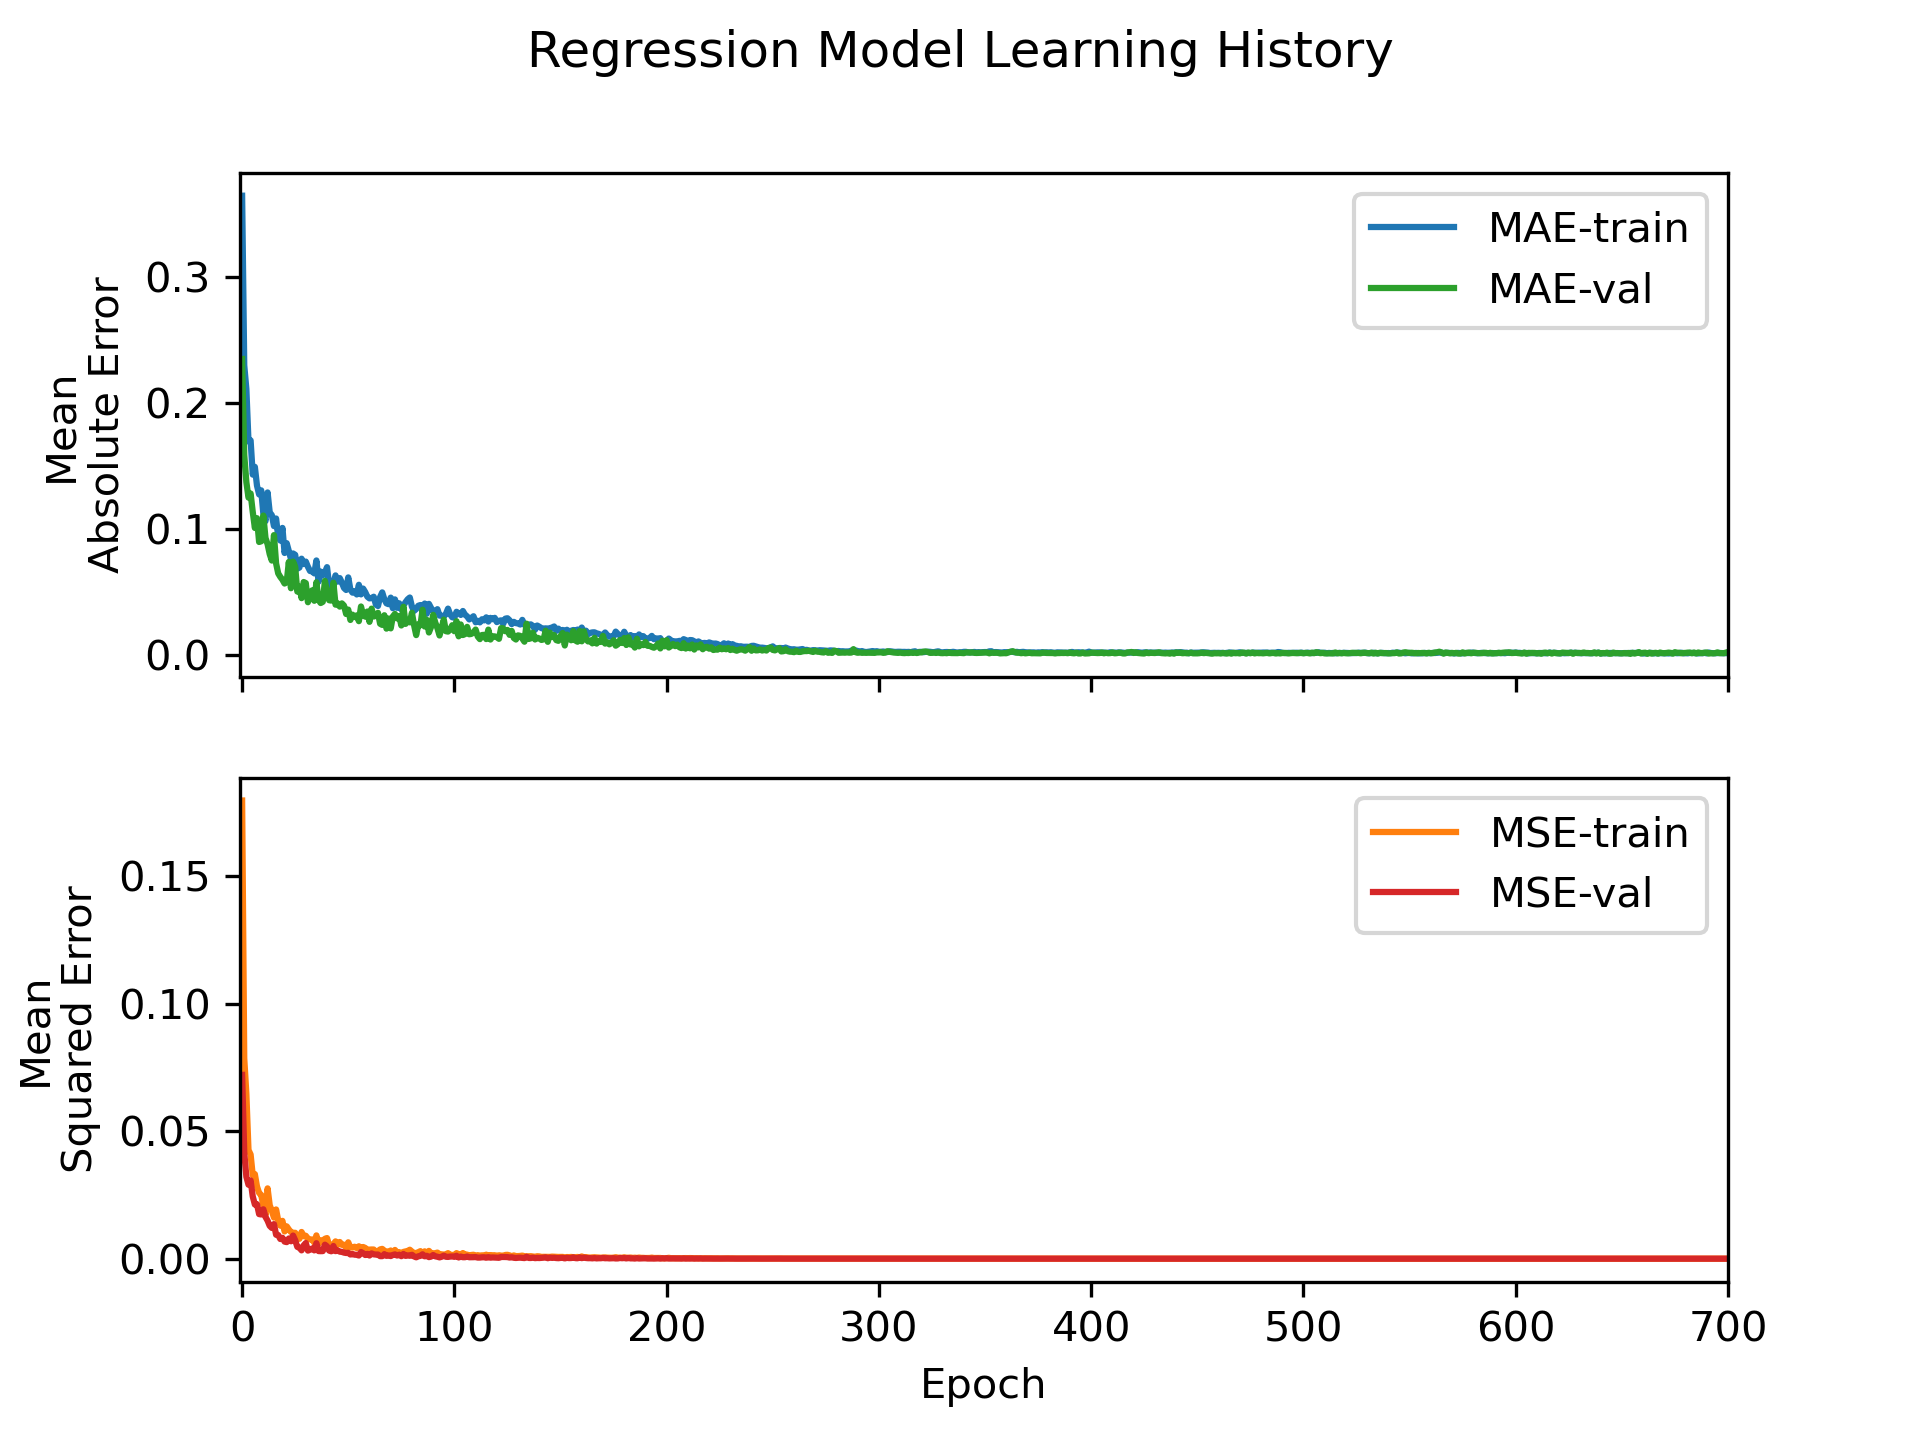 Regression Model Learning History
Mean
Absolute Error
0.3
0.2
0.1
0.0
MAE-train
MAE-val
Mean
Squared Error
0.15
0.10
0.05
0.00
MSE-train
MSE-val
0 100 200 300 400 500 600 700
Epoch